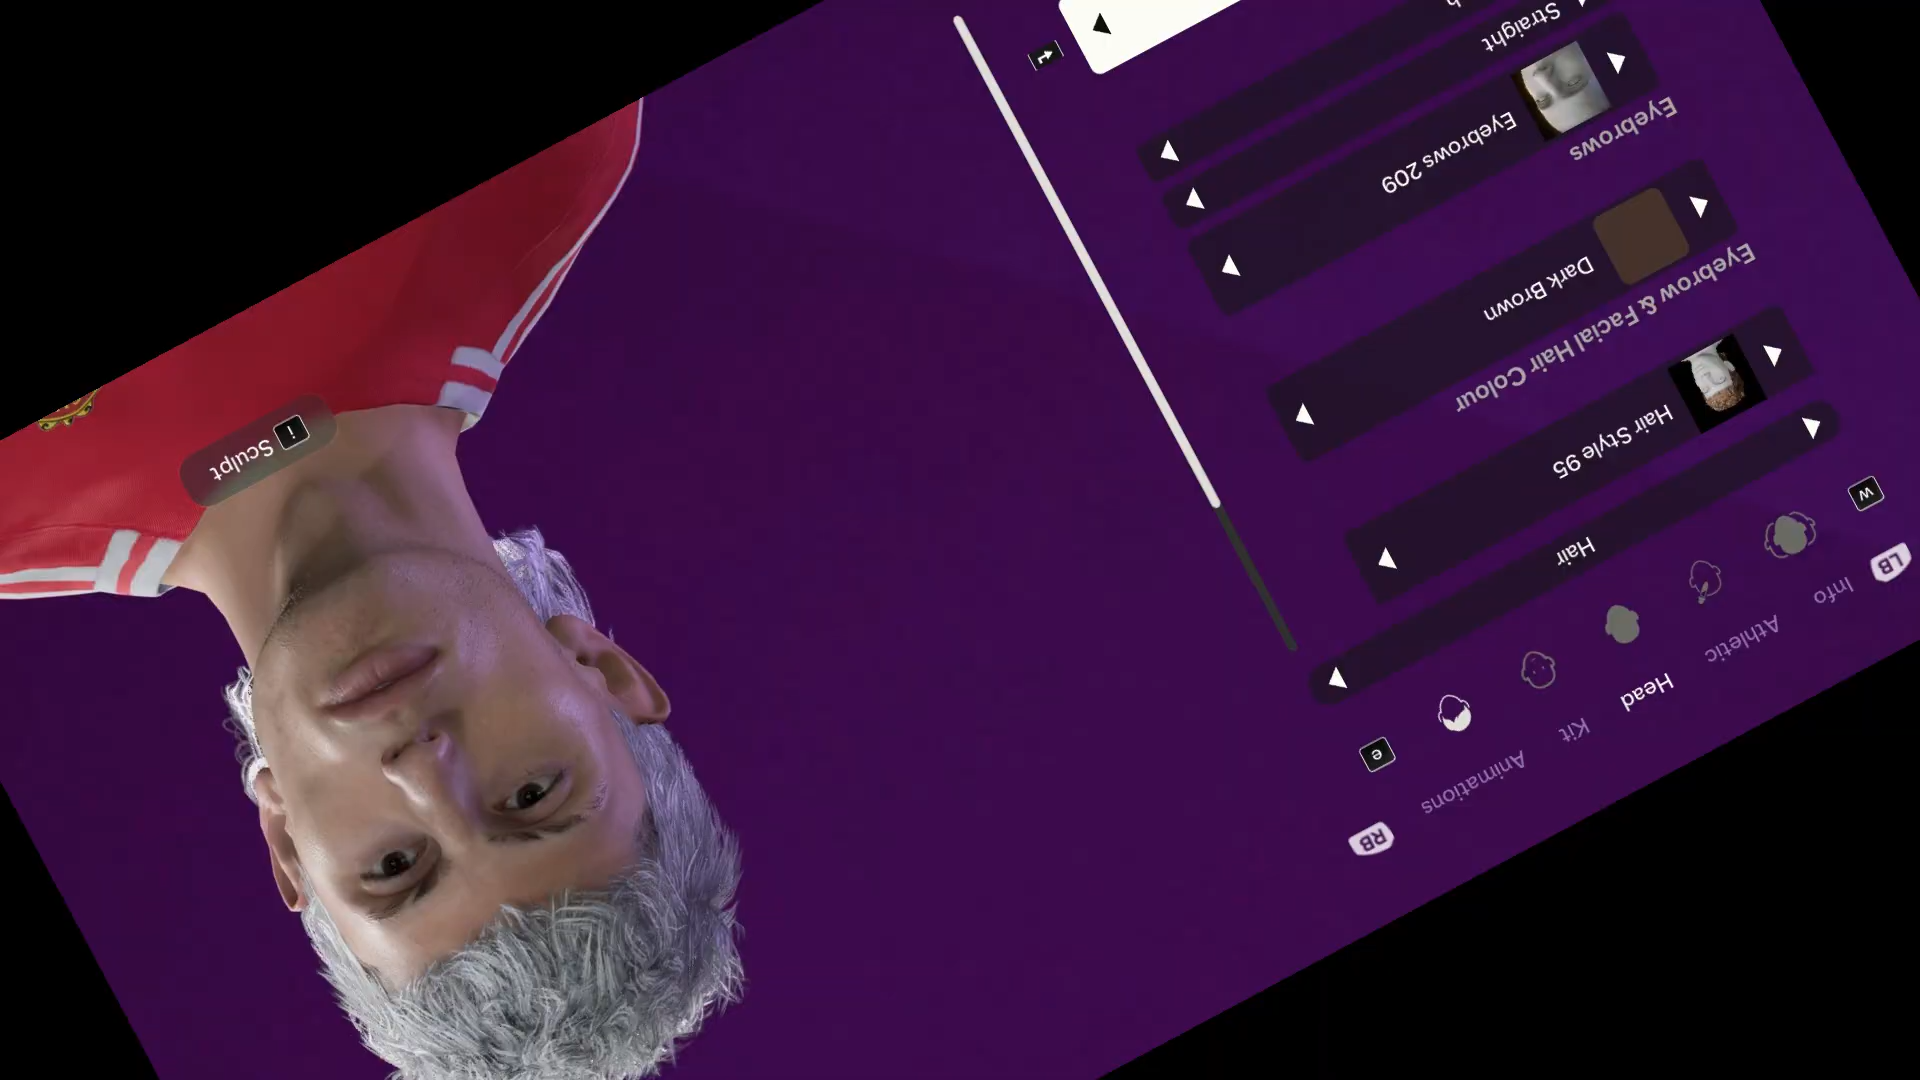 LB
Info
Athletic
Head
Kit
Animations
RB
w
e
Hair
Hair Style 95
Eyebrow & Facial Hair Colour
Dark Brown
Eyebrows
Eyebrows 209
Straight
i Sculpt